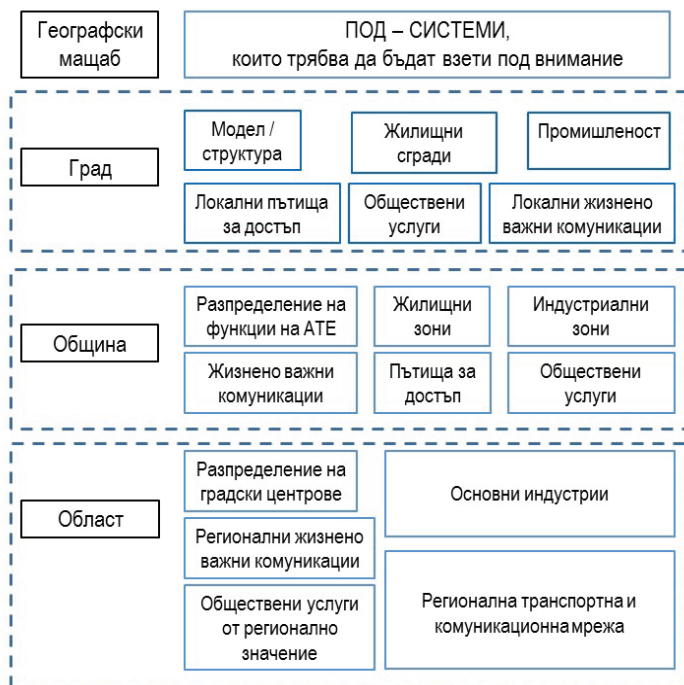 Географски
мащаб
ПОД – СИСТЕМИ,
които трябва да бъдат взети под внимание
Град
Модел /
структура
Жилищни
сгради
Промишленост
Локални пътища
за достъп
Обществени
услуги
Локални жизнено
важни комуникации
Община
Разпределение на
функции на АТЕ
Жилищни
зони
Индустриални
зони
Жизнено важни
комуникации
Пътища за
достъп
Обществени
услуги
Област
Разпределение на
градски центрове
Основни индустрии
Регионални жизнено
важни комуникации
Обществени услуги
от регионално
значение
Регионална транспортна и
комуникационна мрежа